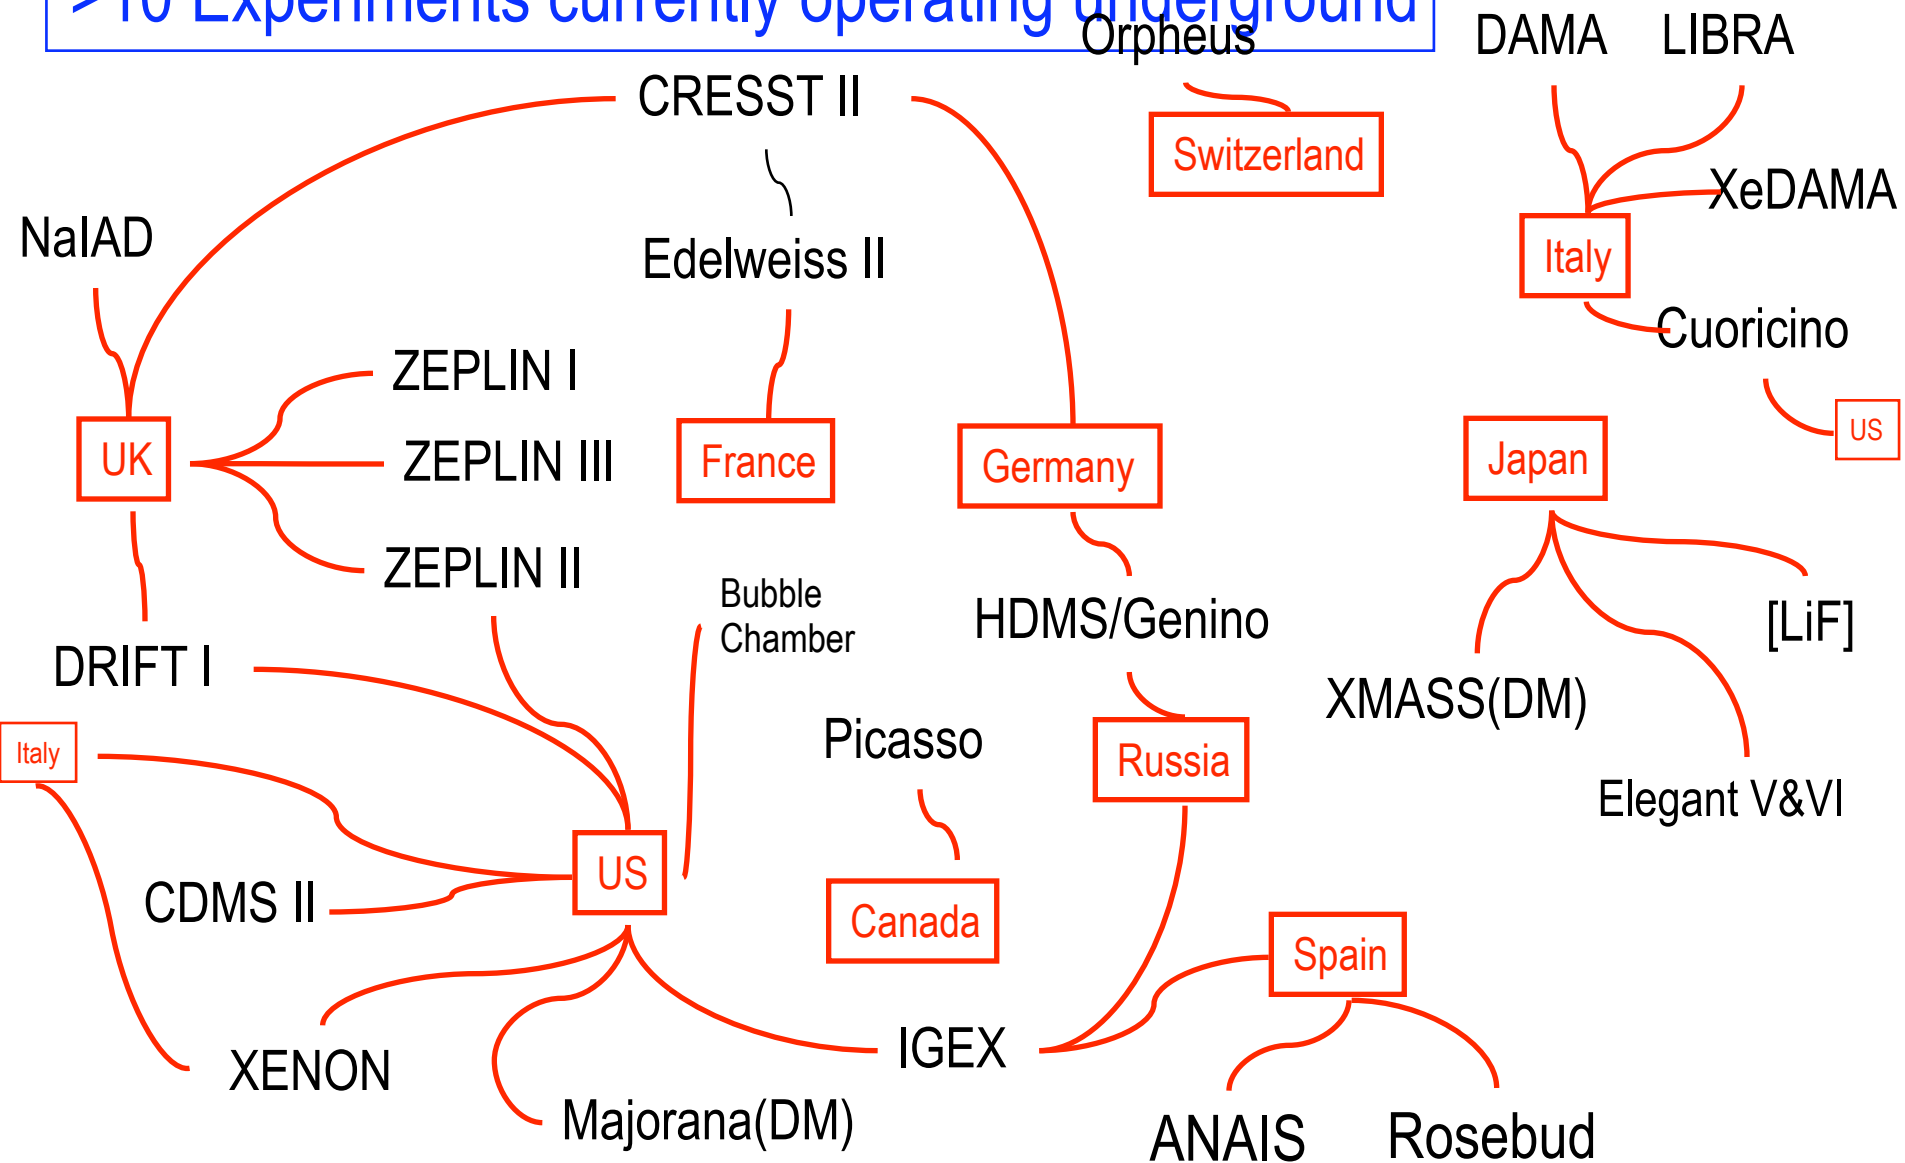 >10 Experiments currently operating underground
Orpheus
DAMA
LIBRA
CRESST II
Switzerland
XeDAMA
NaIAD
Edelweiss II
Italy
Cuoricino
ZEPLIN I
US
UK
ZEPLIN III
France
Germany
Japan
ZEPLIN II
Bubble
Chamber
HDMS/Genino
[LiF]
DRIFT I
XMASS(DM)
Italy
Picasso
Russia
Elegant V&VI
US
CDMS II
Canada
Spain
IGEX
XENON
Majorana(DM)
ANAIS
Rosebud